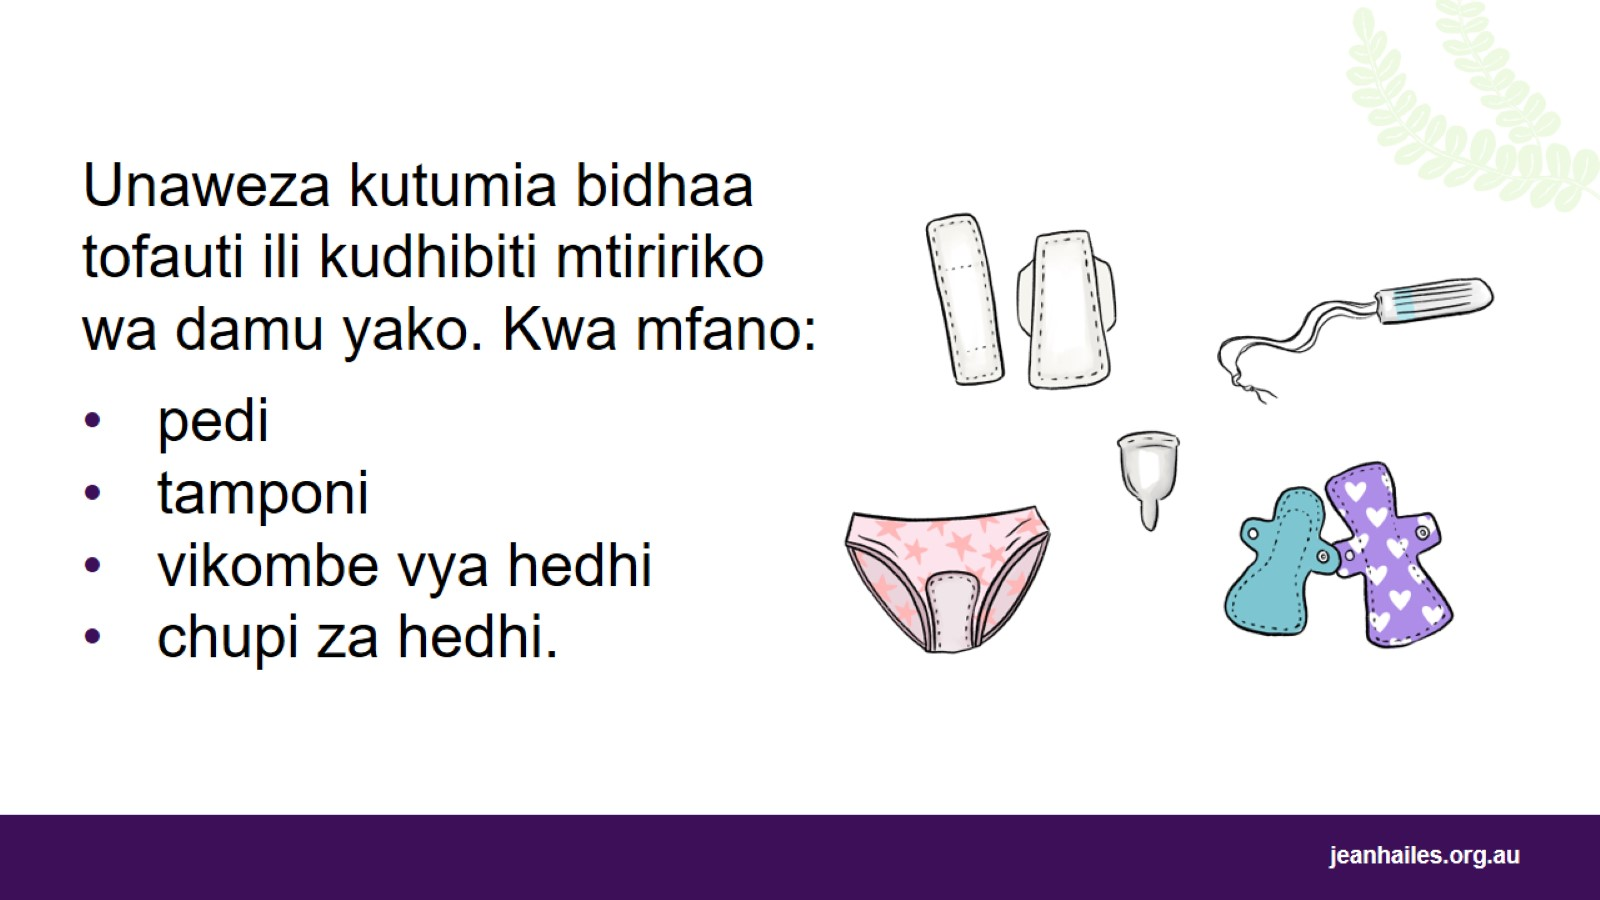 Unaweza kutumia bidhaa
tofauti ili kudhibiti mtiririko
wa damu yako. Kwa mfano:
• pedi
• tamponi
• vikombe vya hedhi
• chupi za hedhi.
jeanhailes.org.au